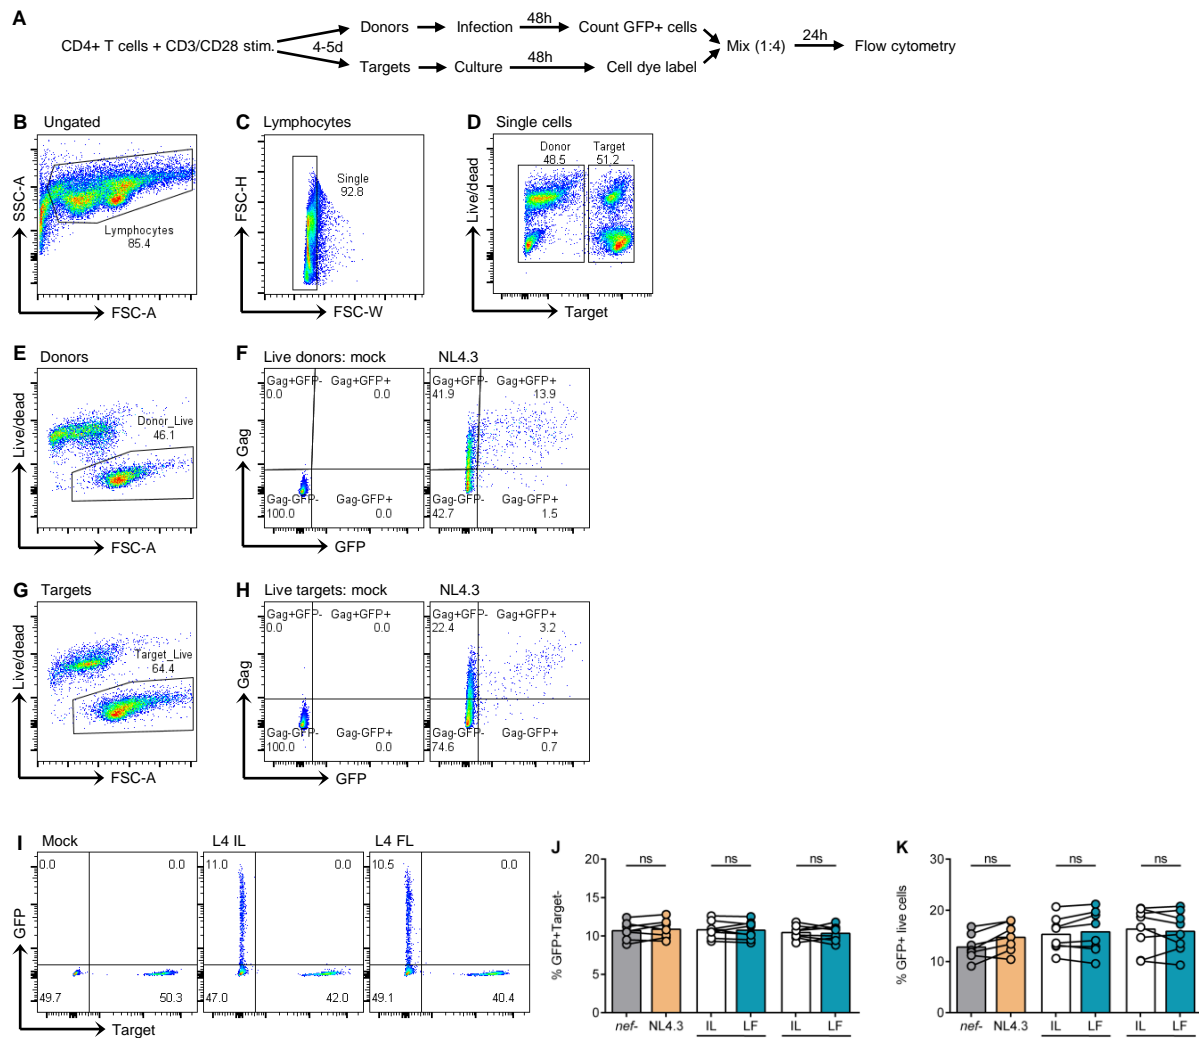 A
CD4+ T cells + CD3/CD28 stim.
4-5d
Donors
Infection
48h
Count GFP+ cells
Targets
Culture
48h
Cell dye label
Mix (1:4)
24h
Flow cytometry
B Ungated
SSC-A
Lymphocytes
85.4
FSC-A
C Lymphocytes
FSC-H
Single
92.8
FSC-W
D Single cells
Live/dead
Donor
48.5
Target
51.2
Target
E Donors
Live/dead
Donor_Live
46.1
FSC-A
F Live donors: mock
Gag
Gag+GFP-
0.0
Gag+GFP+
0.0
Gag-GFP-
100.0
Gag-GFP+
0.0
GFP
NL4.3
Gag+GFP-
41.9
Gag+GFP+
13.9
Gag-GFP-
42.7
Gag-GFP+
1.5
G Targets
Live/dead
Target_Live
64.4
FSC-A
H Live targets: mock
Gag
Gag+GFP-
0.0
Gag+GFP+
0.0
Gag-GFP-
100.0
Gag-GFP+
0.0
GFP
NL4.3
Gag+GFP-
22.4
Gag+GFP+
3.2
Gag-GFP-
74.6
Gag-GFP+
0.7
I Mock
GFP
0.0 0.0
49.7 50.3
Target
L4 IL
11.0 0.0
47.0 42.0
L4 FL
10.5 0.0
49.1 40.4
J
% GFP+Target-
20
15
10
5
0
ns ns ns
nef- NL4.3 IL LF IL LF
K
% GFP+ live cells
30
20
10
0
ns ns ns
nef- NL4.3 IL LF IL LF